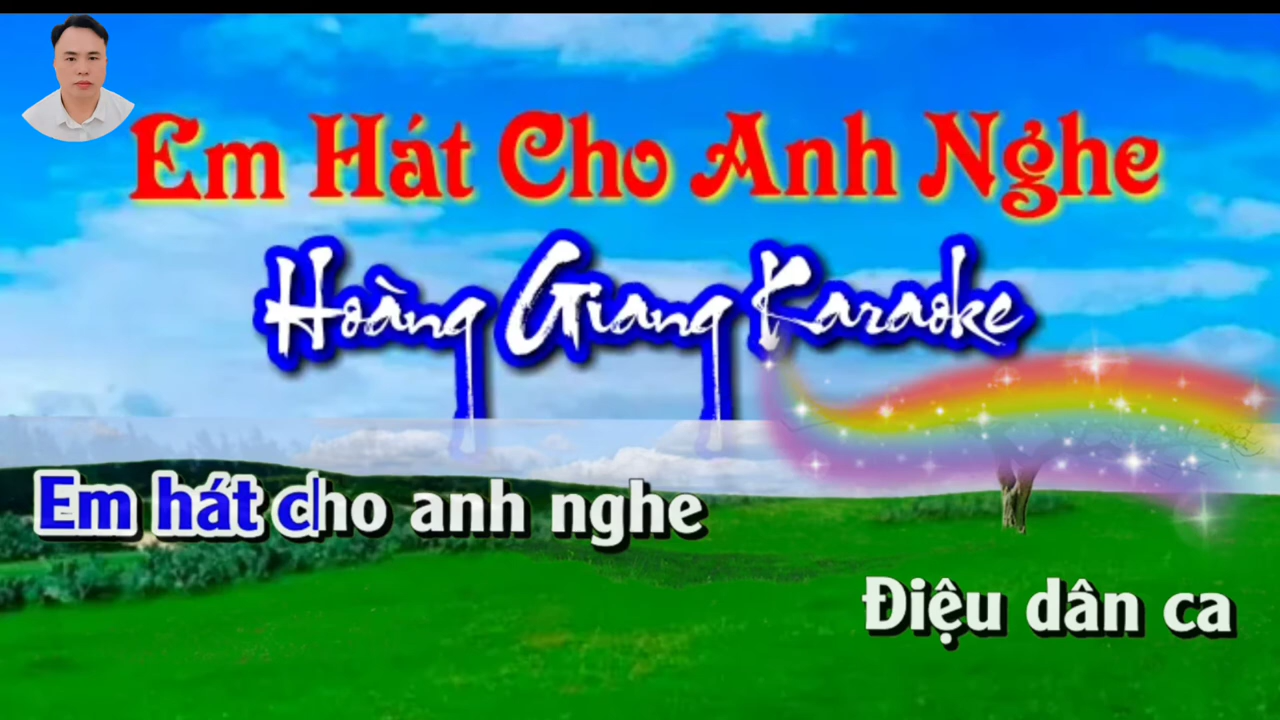 Em Hát Cho Anh Nghe
Hoàng Giang Karaoke
Em hát cho anh nghe
Điệu dân ca